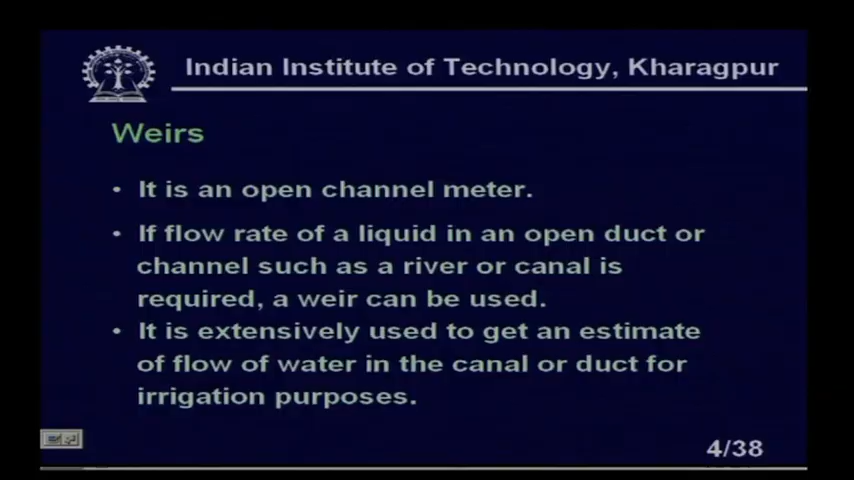 Indian Institute of Technology, Kharagpur
Weirs
• It is an open channel meter.
• If flow rate of a liquid in an open duct or
channel such as a river or canal is
required, a weir can be used.
• It is extensively used to get an estimate
of flow of water in the canal or duct for
irrigation purposes.
4/38